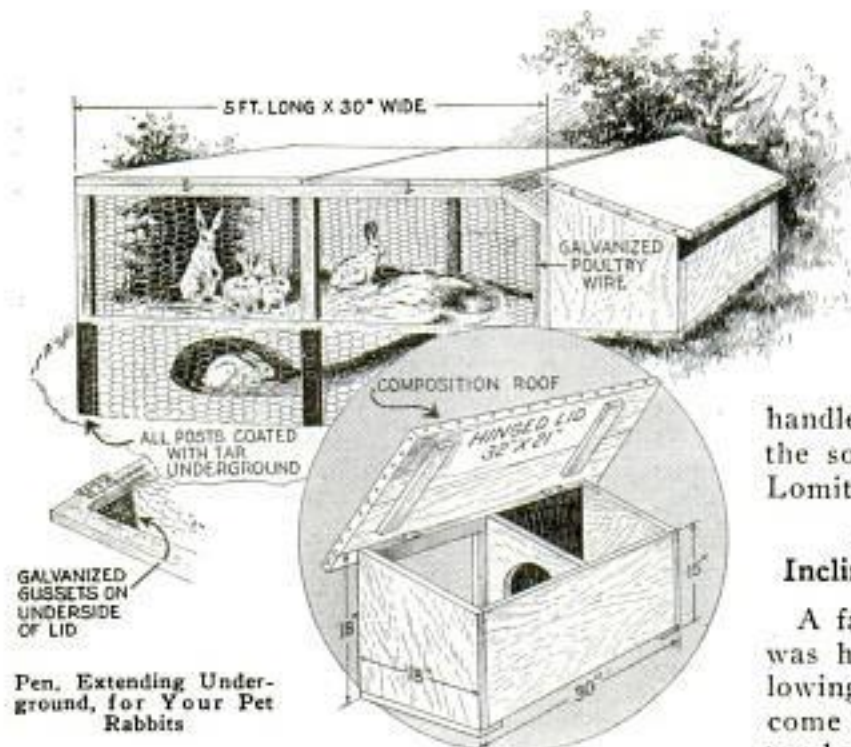 5 FT. LONG X 30" WIDE
GALVANIZED
POULTRY
WIRE
COMPOSITION ROOF
HINGED LID
32" X 21"
ALL POSTS COATED
WITH TAR
UNDERGROUND
GALVANIZED
GUSSETS ON
UNDERSIDE
OF LID
18"
18"
30"
15"
Pen, Extending Under-
ground, for Your Pet
Rabbits
handle
the so
Lomit
Inclin
A fa
was h
lowing
come